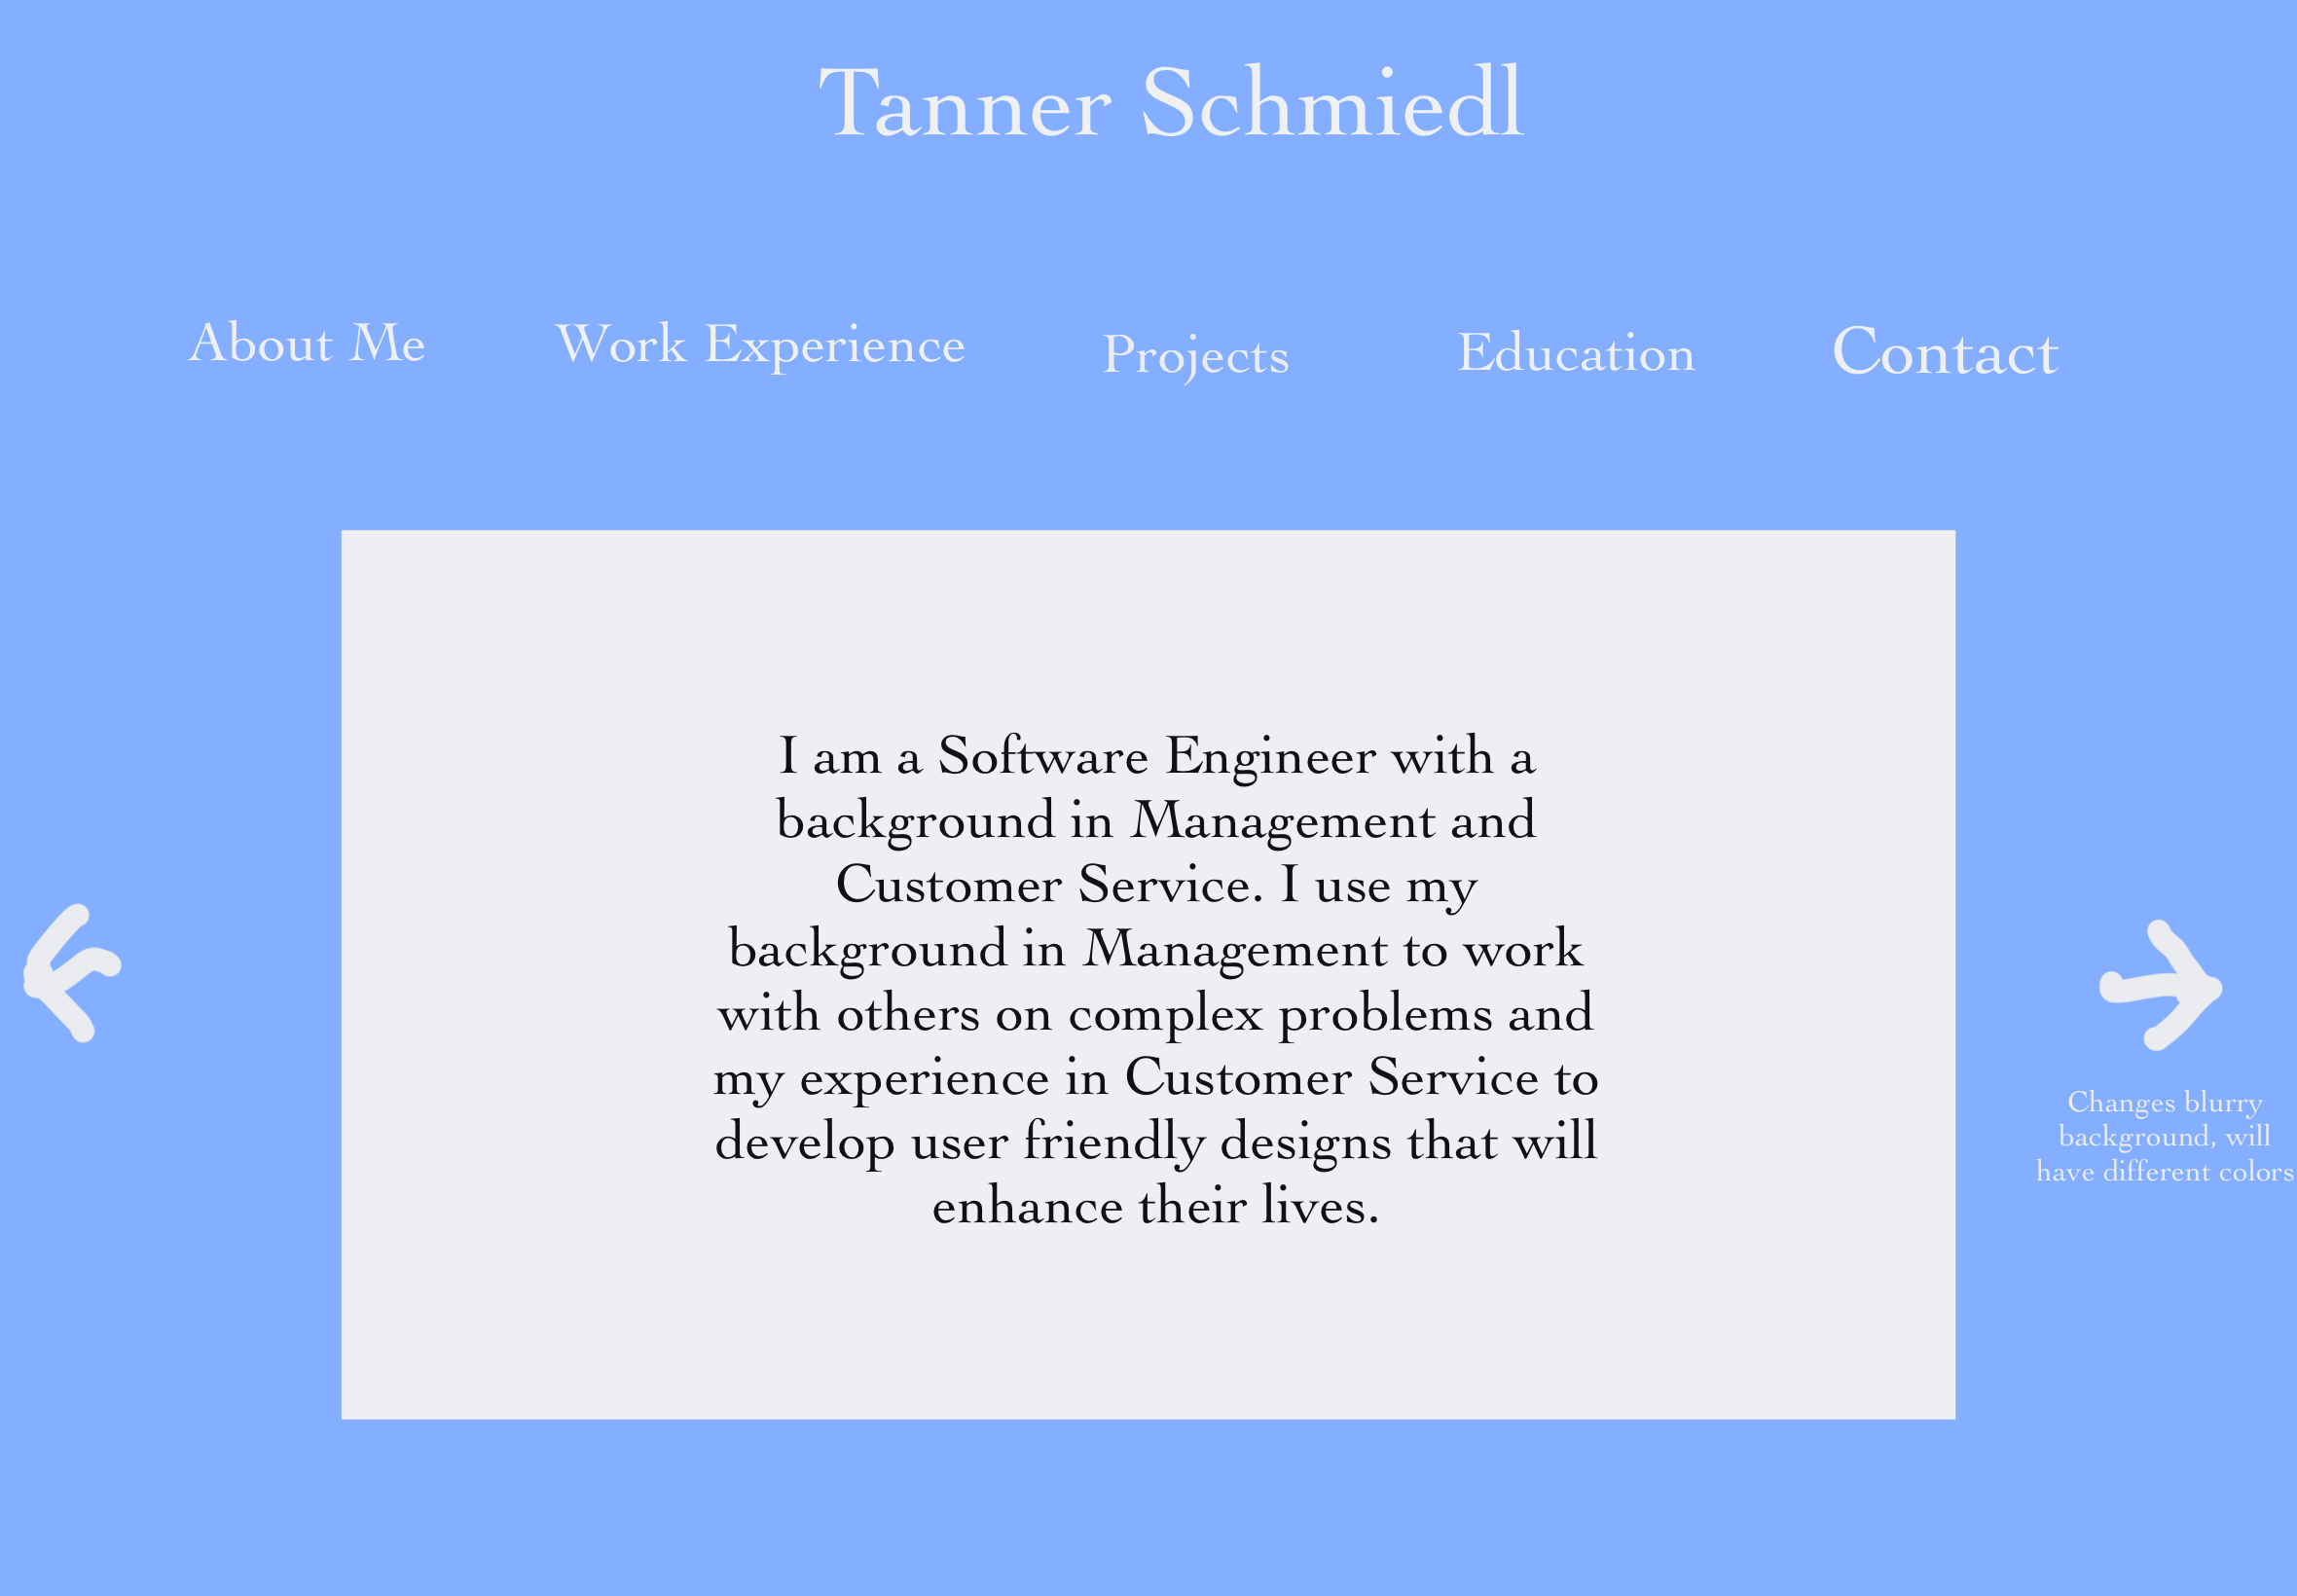 Tanner Schmiedl
About Me
Work Experience
Projects
Education
Contact
I am a Software Engineer with a
background in Management and
Customer Service. I use my
background in Management to work
with others on complex problems and
my experience in Customer Service to
develop user friendly designs that will
enhance their lives.
Changes blurry
background, will
have different colors